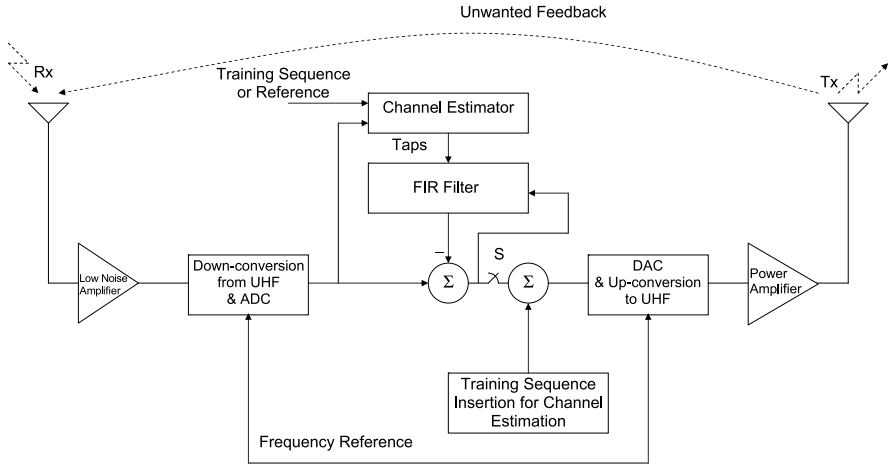 Unwanted Feedback
Rx
Tx
Training Sequence
or Reference
Channel Estimator
Taps
FIR Filter
–
S
Low Noise
Amplifier
Down-conversion
from UHF
& ADC
Σ
Σ
DAC
& Up-conversion
to UHF
Power
Amplifier
Training Sequence
Insertion for Channel
Estimation
Frequency Reference